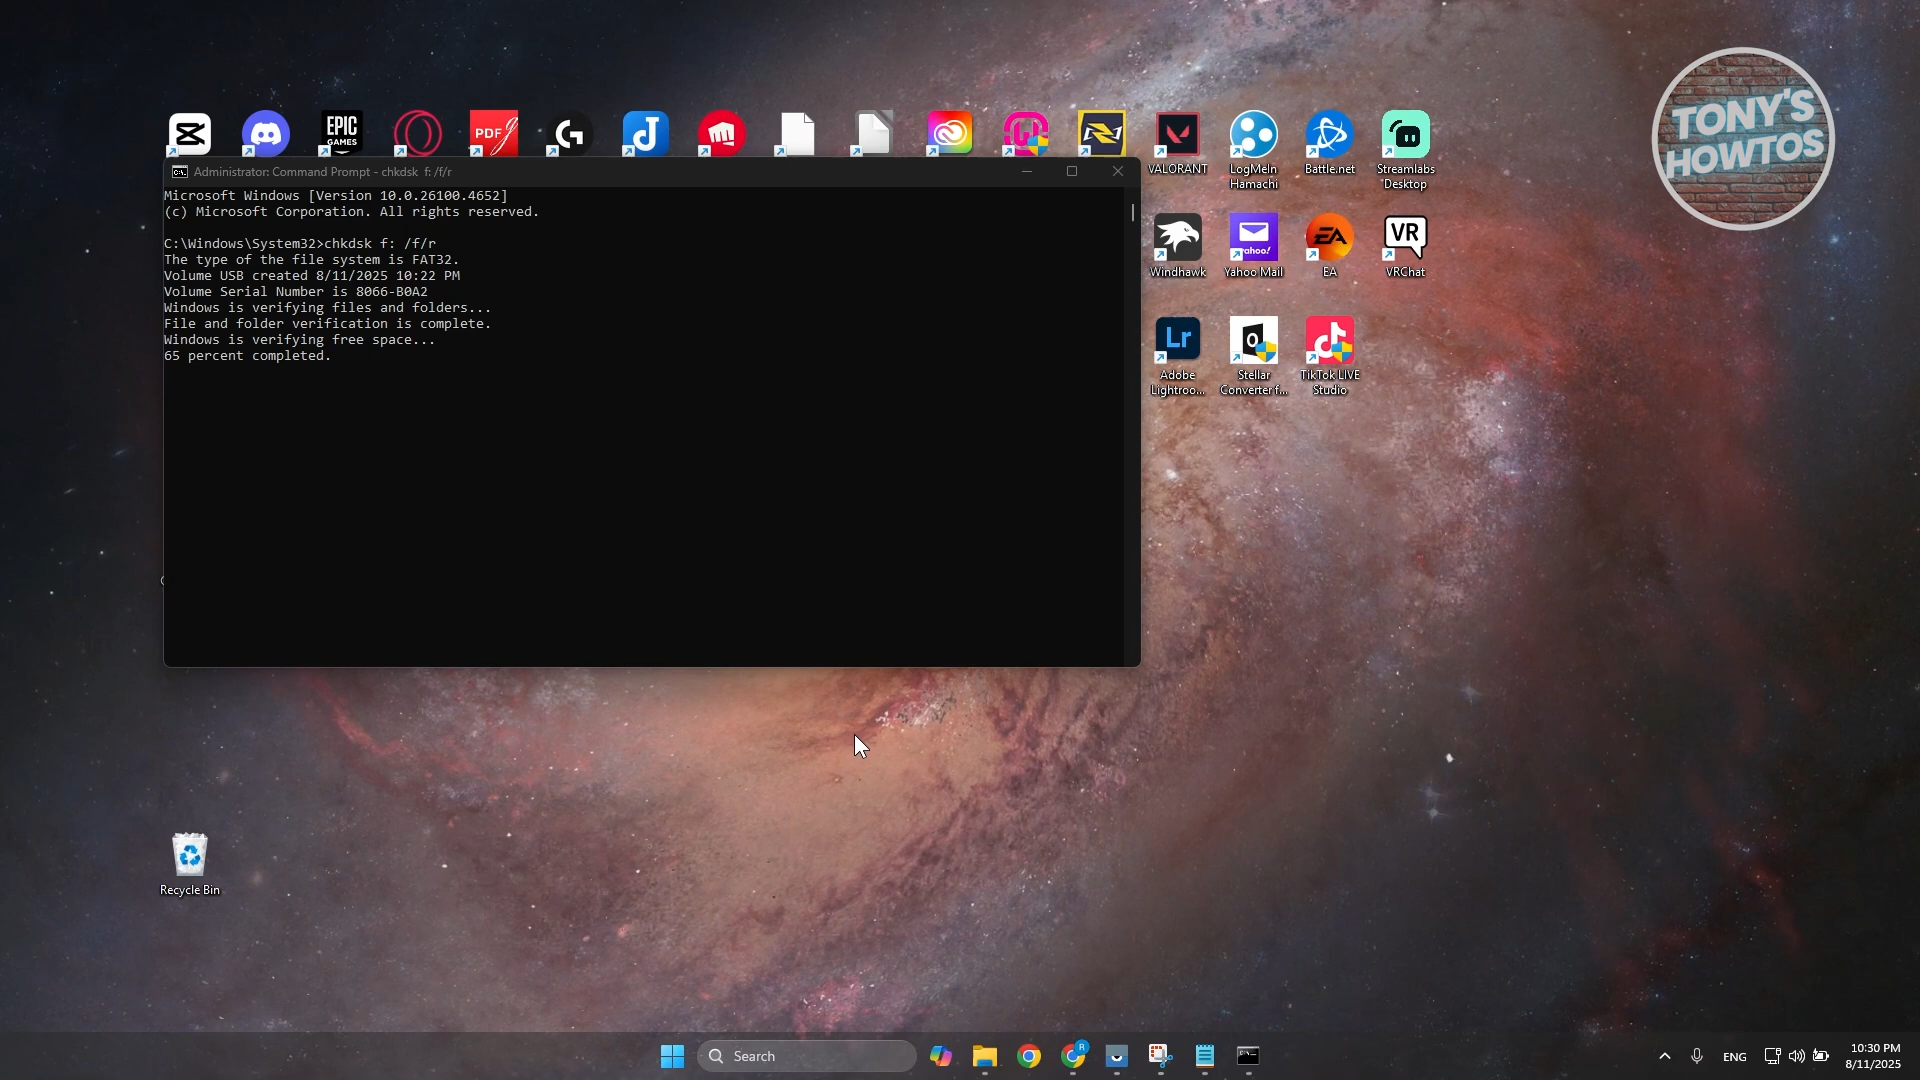 TONY'S
HOWTOS
EPIC
GAMES
PDF
Administrator: Command Prompt - chkdsk  f: /f/r
Microsoft Windows [Version 10.0.26100.4652]
(c) Microsoft Corporation. All rights reserved.
C:\Windows\System32>chkdsk f: /f/r
The type of the file system is FAT32.
Volume USB created 8/11/2025 10:22 PM
Volume Serial Number is 8066-B0A2
Windows is verifying files and folders...
File and folder verification is complete.
Windows is verifying free space...
65 percent completed.
VALORANT
LogMeIn
Hamachi
Battle.net
Streamlabs
Desktop
yahoo!
EA
VR
Windhawk
Yahoo Mail
EA
VRChat
Lr
Adobe
Lightroo...
Stellar
Converter f...
TikTok LIVE
Studio
Recycle Bin
Search
R
ENG
10:30 PM
8/11/2025